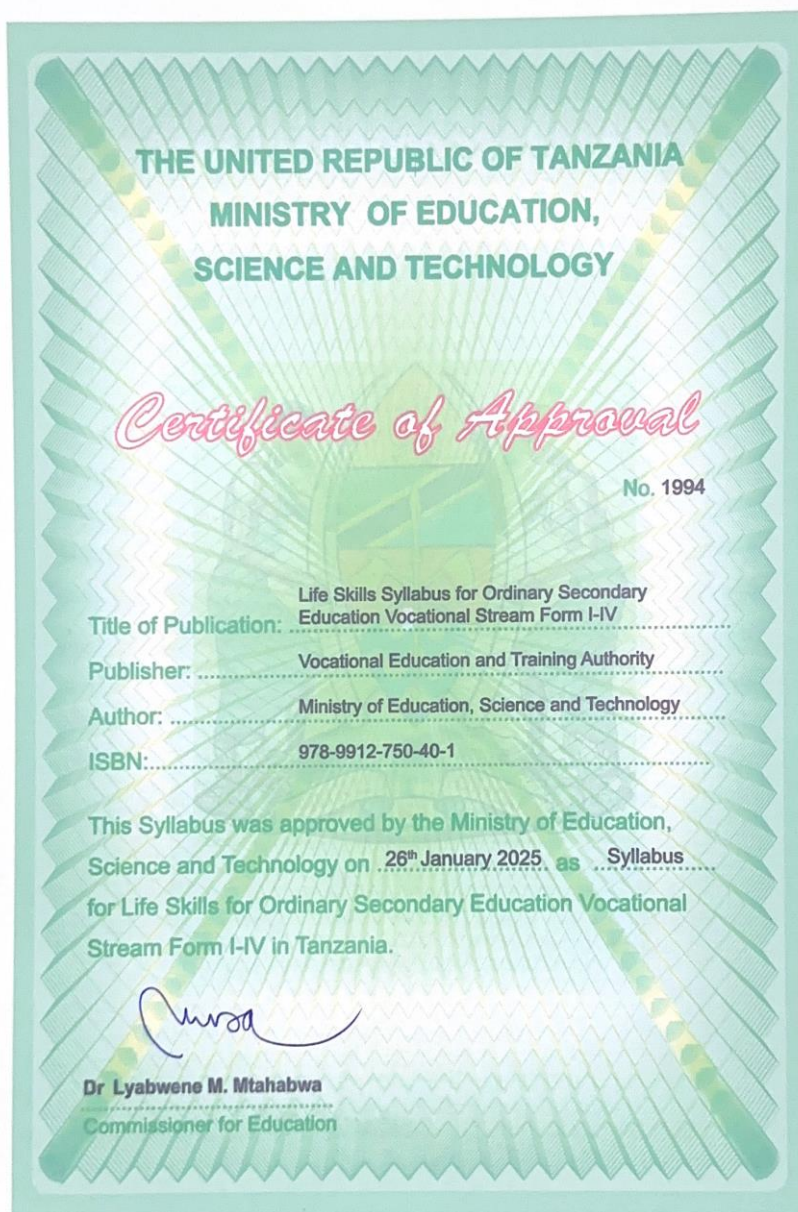 THE UNITED REPUBLIC OF TANZANIA
MINISTRY OF EDUCATION,
SCIENCE AND TECHNOLOGY
Certificate of Approval
No. 1994
Life Skills Syllabus for Ordinary Secondary
Title of Publication: Education Vocational Stream Form I-IV
Publisher: Vocational Education and Training Authority
Author: Ministry of Education, Science and Technology
ISBN: 978-9912-750-40-1
This Syllabus was approved by the Ministry of Education,
Science and Technology on 26th January 2025 as Syllabus
for Life Skills for Ordinary Secondary Education Vocational
Stream Form I-IV in Tanzania.
Dr Lyabwene M. Mtahabwa
Commissioner for Education